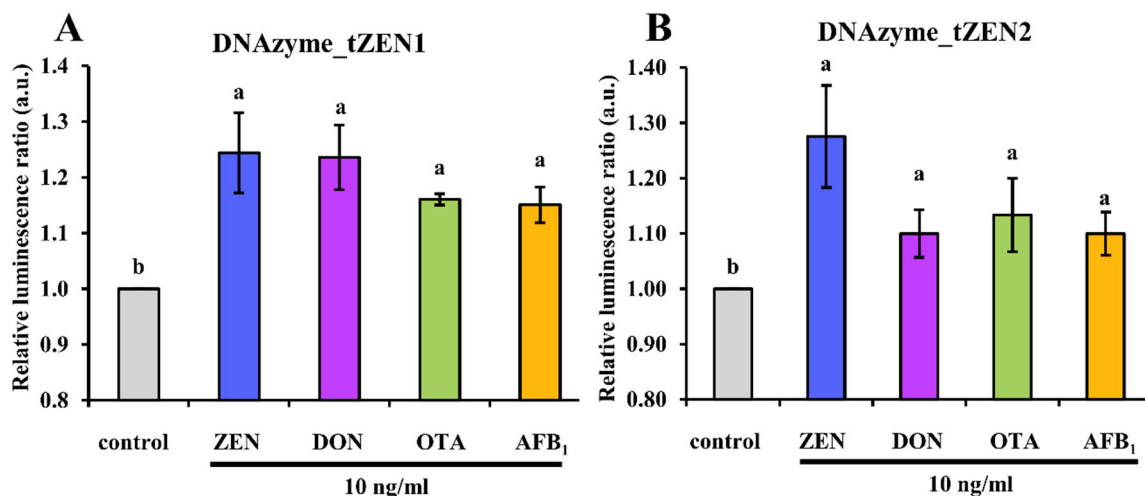 A
DNAzyme_tZEN1
Relative luminescence ratio (a.u.)
1.4
1.3
1.2
1.1
1.0
0.9
0.8
b
a
a
a
a
control
ZEN
DON
OTA
AFB₁
10 ng/ml
B
DNAzyme_tZEN2
Relative luminescence ratio (a.u.)
1.40
1.30
1.20
1.10
1.00
0.90
0.80
b
a
a
a
a
control
ZEN
DON
OTA
AFB₁
10 ng/ml